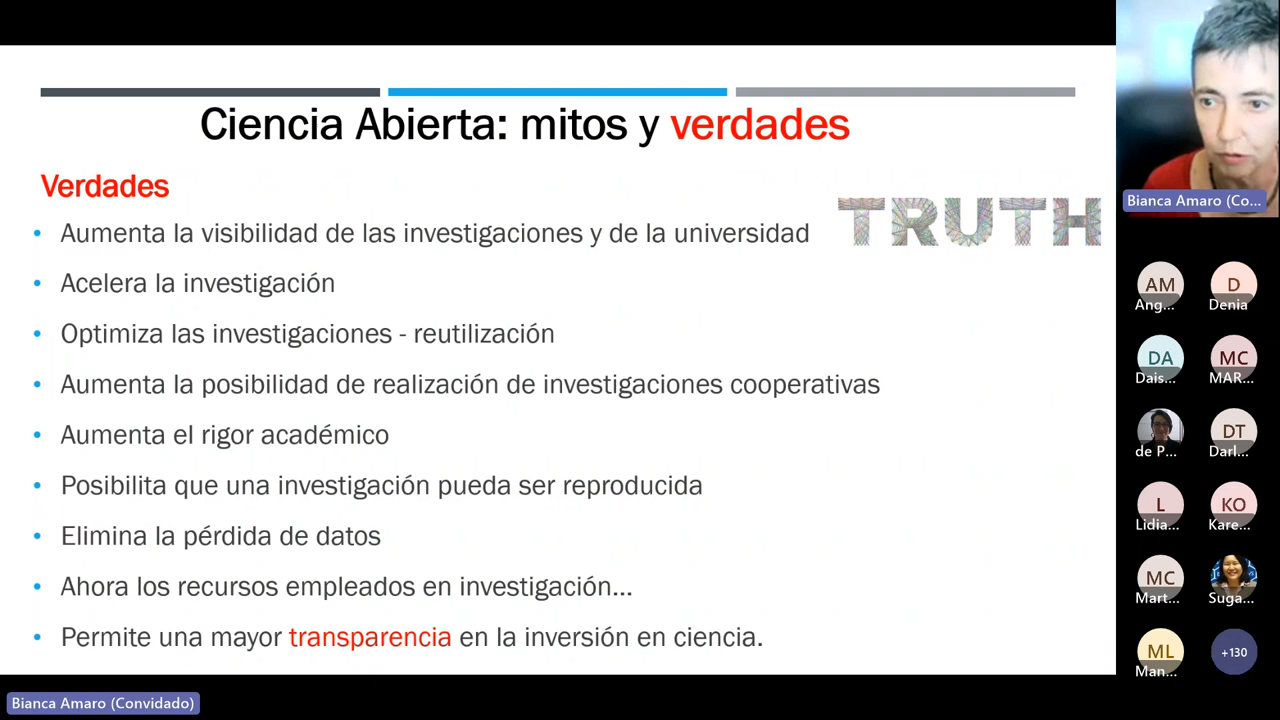 Ciencia Abierta: mitos y verdades
Verdades
TRUTH
• Aumenta la visibilidad de las investigaciones y de la universidad
• Acelera la investigación
• Optimiza las investigaciones - reutilización
• Aumenta la posibilidad de realización de investigaciones cooperativas
• Aumenta el rigor académico
• Posibilita que una investigación pueda ser reproducida
• Elimina la pérdida de datos
• Ahora los recursos empleados en investigación...
• Permite una mayor transparencia en la inversión en ciencia.
Bianca Amaro (Convidado)
Bianca Amaro (Co...
AM
Ang...
D
Denia
DA
Dais...
MC
MAR...
de P...
DT
Darl...
L
Lidia...
KO
Kare...
MC
Mart...
Suga...
ML
Man...
+130